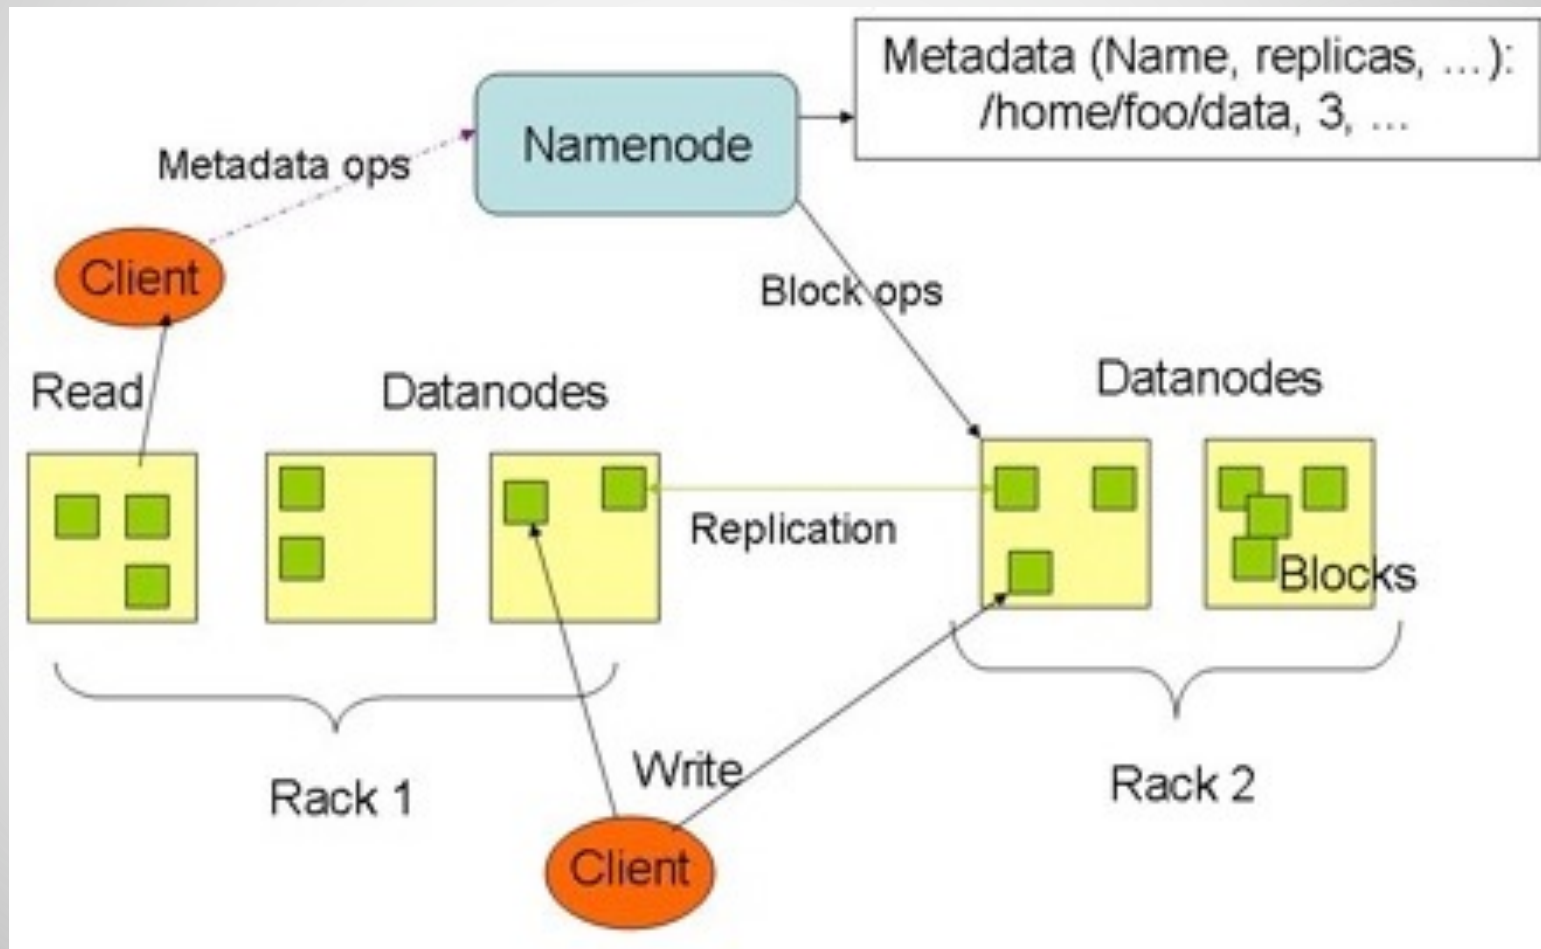 Metadata (Name, replicas, ...):
/home/foo/data, 3, ...
Namenode
Metadata ops
Client
Block ops
Read
Datanodes
Datanodes
Replication
Blocks
Rack 1
Write
Rack 2
Client